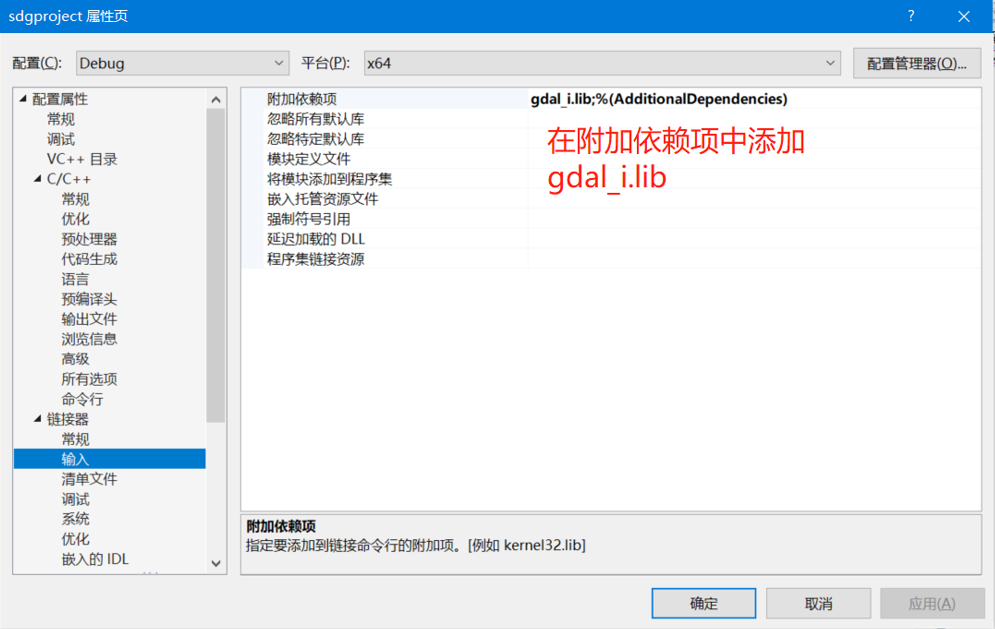 sdgproject 属性页
配置(C): Debug 平台(P): x64 配置管理器(O)...
配置属性
常规
调试
VC++ 目录
C/C++
常规
优化
预处理器
代码生成
语言
预编译头
输出文件
浏览信息
高级
所有选项
命令行
链接器
常规
输入
清单文件
调试
系统
优化
嵌入的 IDL
附加依赖项 gdal_i.lib;%(AdditionalDependencies)
忽略所有默认库
忽略特定默认库
模块定义文件
将模块添加到程序集
嵌入托管资源文件
强制符号引用
延迟加载的 DLL
程序集链接资源
在附加依赖项中添加
gdal_i.lib
附加依赖项
指定要添加到链接命令行的附加项。[例如 kernel32.lib]
确定 取消 应用(A)